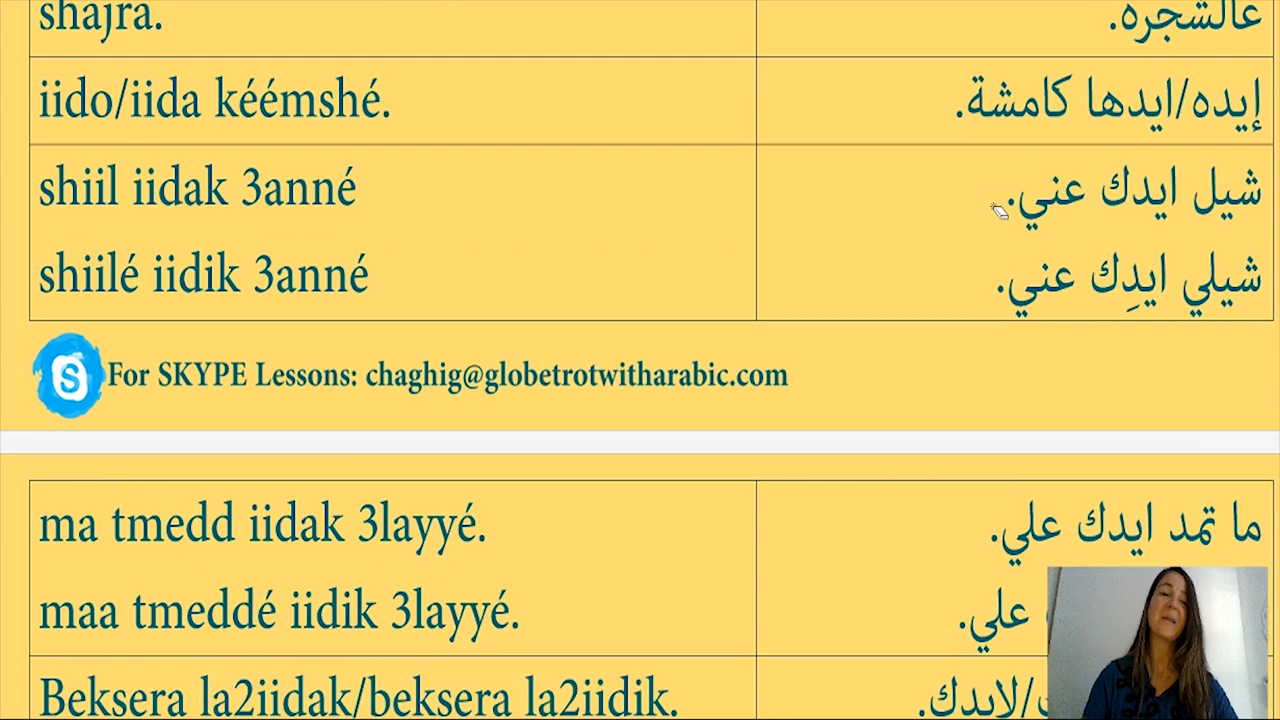 shajra.
عالشجره.
iido/iida kéémshé.
إيده/ايدها كامشة.
shiil iidak 3anné
شيل ايدك عني.
shiilé iidik 3anné
شيلي ايدِك عني.
For SKYPE Lessons: chaghig@globetrotwitharabic.com
ma tmedd iidak 3layyé.
ما تمد ايدك علي.
maa tmeddé iidik 3layyé.
علي.
Beksera la2iidak/beksera la2iidik.
/لايدك.